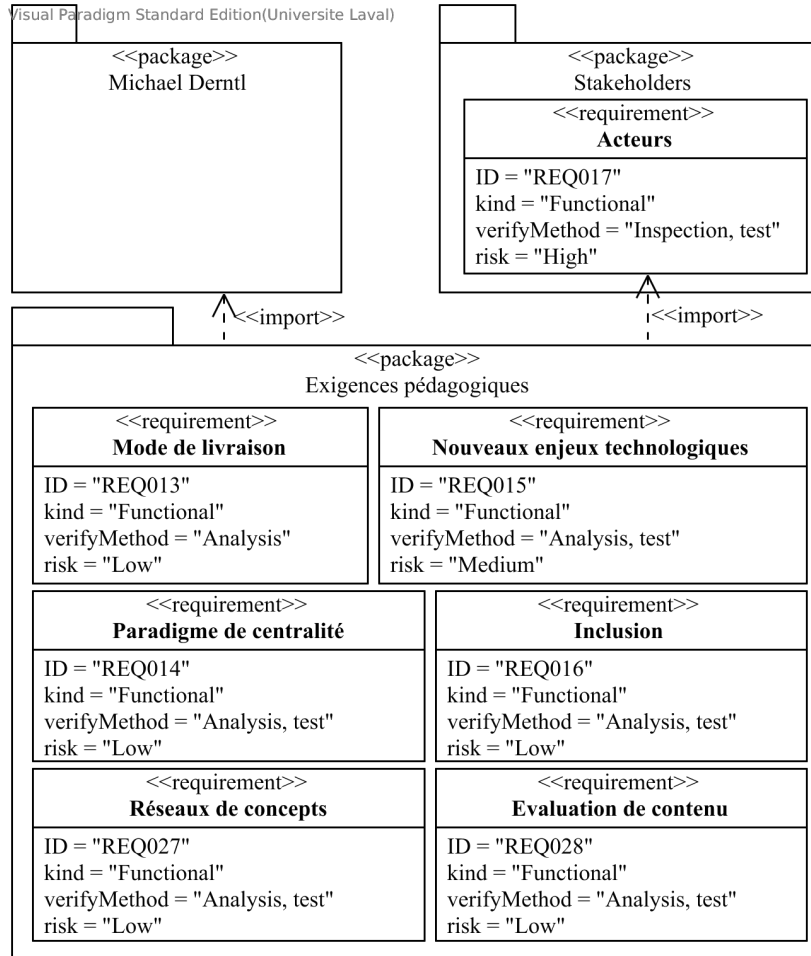 Visual Paradigm Standard Edition(Universite Laval)
<<package>>
Michael Derntl
<<package>>
Stakeholders
<<requirement>>
Acteurs
ID = "REQ017"
kind = "Functional"
verifyMethod = "Inspection, test"
risk = "High"
<<import>>
<<import>>
<<package>>
Exigences pédagogiques
<<requirement>>
Mode de livraison
ID = "REQ013"
kind = "Functional"
verifyMethod = "Analysis"
risk = "Low"
<<requirement>>
Nouveaux enjeux technologiques
ID = "REQ015"
kind = "Functional"
verifyMethod = "Analysis, test"
risk = "Medium"
<<requirement>>
Paradigme de centralité
ID = "REQ014"
kind = "Functional"
verifyMethod = "Analysis, test"
risk = "Low"
<<requirement>>
Inclusion
ID = "REQ016"
kind = "Functional"
verifyMethod = "Analysis, test"
risk = "Low"
<<requirement>>
Réseaux de concepts
ID = "REQ027"
kind = "Functional"
verifyMethod = "Analysis, test"
risk = "Low"
<<requirement>>
Evaluation de contenu
ID = "REQ028"
kind = "Functional"
verifyMethod = "Analysis, test"
risk = "Low"